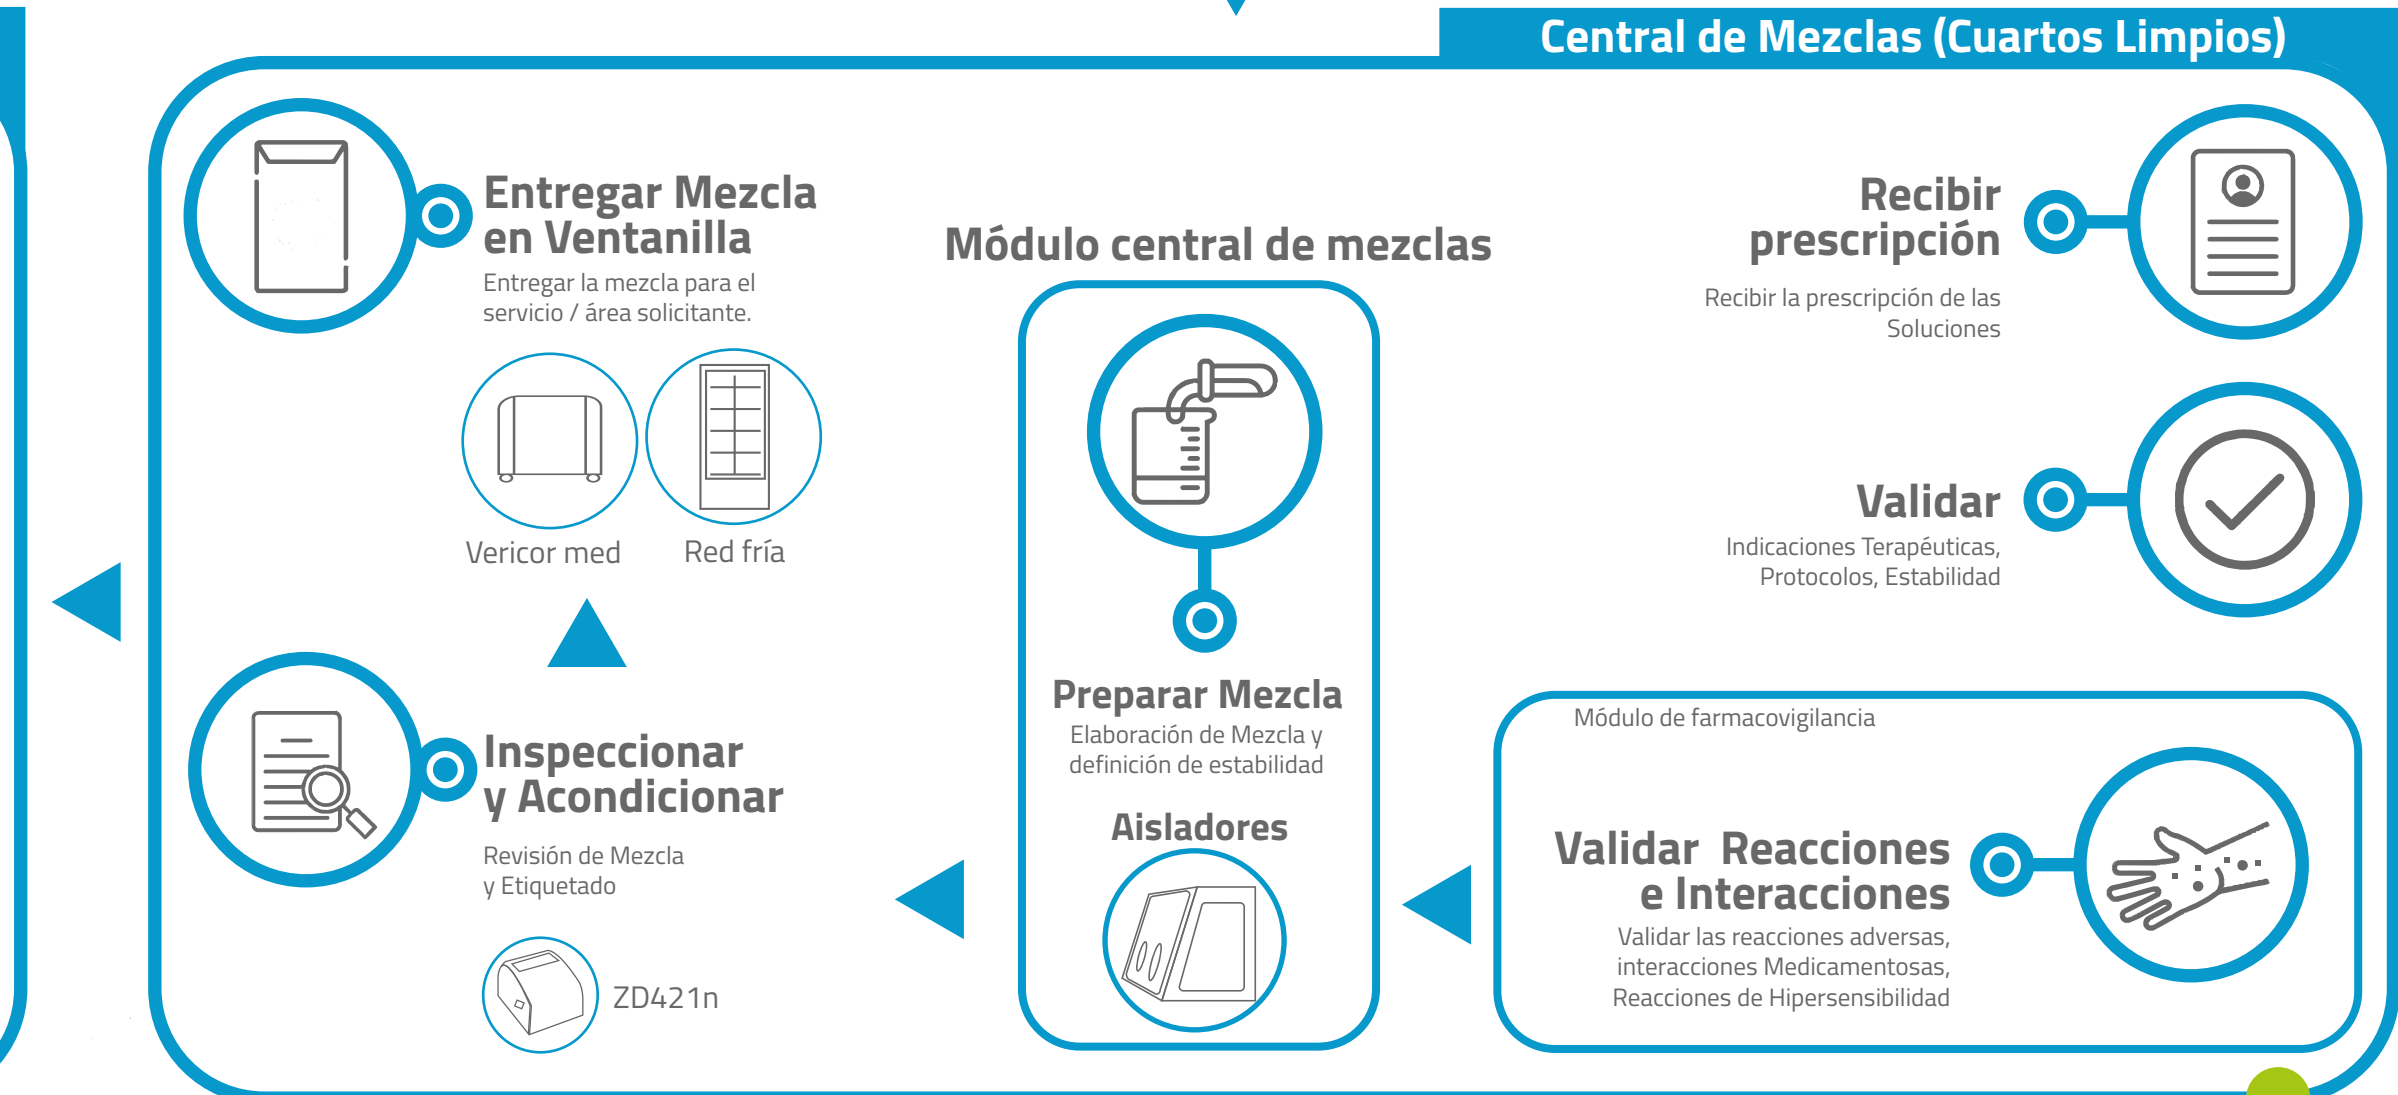 Central de Mezclas (Cuartos Limpios)
Entregar Mezcla
en Ventanilla
Entregar la mezcla para el
servicio / área solicitante.
Vericor med
Red fría
Inspeccionar
y Acondicionar
Revisión de Mezcla
y Etiquetado
ZD421n
Módulo central de mezclas
Preparar Mezcla
Elaboración de Mezcla y
definición de estabilidad
Aisladores
Recibir
prescripción
Recibir la prescripción de las
Soluciones
Validar
Indicaciones Terapéuticas,
Protocolos, Estabilidad
Módulo de farmacovigilancia
Validar Reacciones
e Interacciones
Validar las reacciones adversas,
interacciones Medicamentosas,
Reacciones de Hipersensibilidad